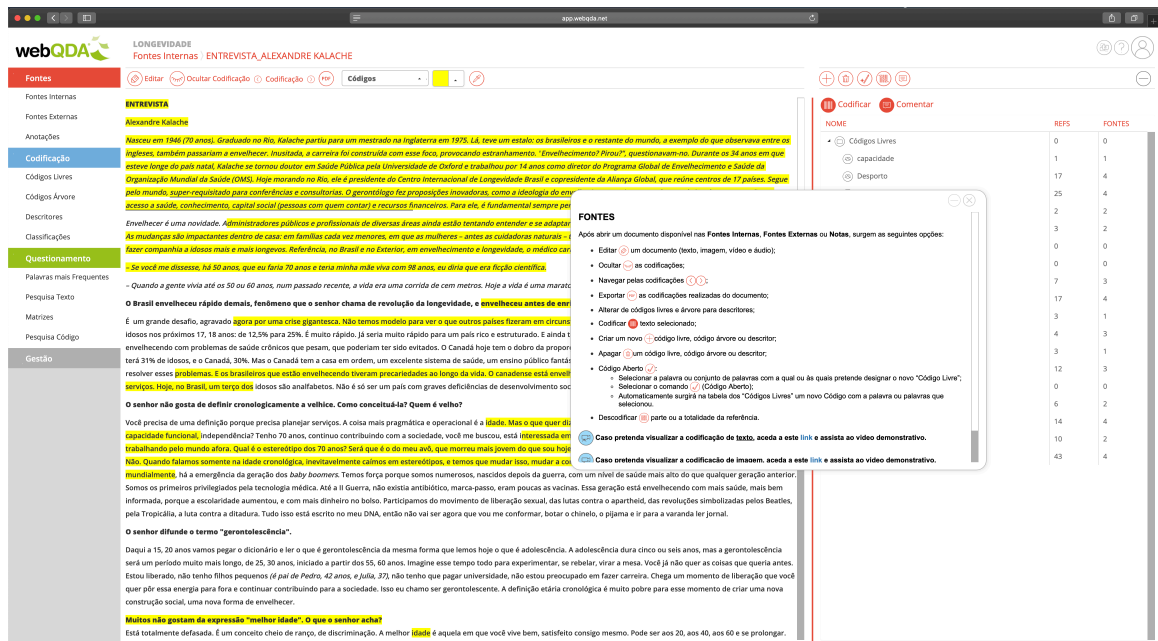 app.webqda.net
webQDA
LONGEVIDADE
Fontes Internas / ENTREVISTA_ALEXANDRE KALACHE
Fontes
Fontes Internas
Fontes Externas
Anotações
Codificação
Códigos Livres
Códigos Árvore
Descritores
Classificações
Questionamento
Palavras mais Frequentes
Pesquisa Texto
Matrizes
Pesquisa Código
Gestão
Editar Ocultar Codificação Codificação PDF Códigos
ENTREVISTA
Alexandre Kalache
Nasceu em 1946 (70 anos). Graduado no Rio, Kalache partiu para um mestrado na Inglaterra em 1975. Lá, teve um estalo: os brasileiros e o restante do mundo, a exemplo do que observava entre os
ingleses, também passariam a envelhecer. Inusitada, a carreira foi construída com esse foco, provocando estranhamento. "Envelhecimento? Pirou?", questionavam-no. Durante os 34 anos em que
esteve longe do país natal, Kalache se tornou doutor em Saúde Pública pela Universidade de Oxford e trabalhou por 14 anos como diretor do Programa Global de Envelhecimento e Saúde da
Organização Mundial da Saúde (OMS). Hoje morando no Rio, ele é presidente do Centro Internacional de Longevidade Brasil e copresidente da Aliança Global, que reúne centros de 17 países. Segue
pelo mundo, super-requisitado para conferências e consultorias. O gerontólogo fez proposições inovadoras, como a ideologia do
acesso a saúde, conhecimento, capital social (pessoas com quem contar) e recursos financeiros. Para ele, é fundamental sempre
Envelhecer é uma novidade. Administradores públicos e profissionais de diversas áreas ainda estão tentando entender e se adaptar
As mudanças são impactantes dentro de casa: em famílias cada vez menores, em que as mulheres – antes as cuidadoras naturais –
fazer companhia a idosos mais e mais longevos. Referência, no Brasil e no Exterior, em envelhecimento e longevidade, o médico
– Se você me dissesse, há 50 anos, que eu faria 70 anos e teria minha mãe viva com 98 anos, eu diria que era ficção científica.
– Quando a gente vivia até os 50 ou 60 anos, num passado recente, a vida era uma corrida de cem metros. Hoje a vida é uma
O Brasil envelheceu rápido demais, fenômeno que o senhor chama de revolução da longevidade, e envelheceu antes de
É um grande desafio, agravado agora por uma crise gigantesca. Não temos modelo para ver o que outros países fizeram em
idosos nos próximos 17, 18 anos: de 12,5% para 25%. É muito rápido. Já seria muito rápido para um país rico e estruturado. E ainda
envelhecendo com problemas de saúde crônicos que pesam, que poderiam ter sido evitados. O Canadá hoje tem o dobro da
terá 31% de idosos, e o Canadá, 30%. Mas o Canadá tem a casa em ordem, um excelente sistema de saúde, um ensino público
resolver esses problemas. E os brasileiros que estão envelhecendo tiveram precariedades ao longo da vida. O canadense está
serviços. Hoje, no Brasil, um terço dos idosos são analfabetos. Não é só ser um país com graves deficiências de desenvolvimento
O senhor não gosta de definir cronologicamente a velhice. Como conceituá-la? Quem é velho?
Você precisa de uma definição porque precisa planejar serviços. A coisa mais pragmática e operacional é a idade. Mas o que quer
capacidade funcional, independência? Tenho 70 anos, continuo contribuindo com a sociedade, você me buscou, está interessada em
trabalhando pelo mundo afora. Qual é o estereótipo dos 70 anos? Será que é o do meu avô, que morreu mais jovem do que sou
Não. Quando falamos somente na idade cronológica, inevitavelmente caímos em estereótipos, e temos que mudar isso, mudar a
mundialmente, há a emergência da geração dos baby boomers. Temos força porque somos numerosos, nascidos depois da guerra, com um nível de saúde mais alto do que qualquer geração anterior.
Somos os primeiros privilegiados pela tecnologia médica. Até a II Guerra, não existia antibiótico, marca-passo, eram poucas as vacinas. Essa geração está envelhecendo com mais saúde, mais bem
informada, porque a escolaridade aumentou, e com mais dinheiro no bolso. Participamos do movimento de liberação sexual, das lutas contra o apartheid, das revoluções simbolizadas pelos Beatles,
pela Tropicália, a luta contra a ditadura. Tudo isso está escrito no meu DNA, então não vai ser agora que vou me conformar, botar o chinelo, o pijama e ir para a varanda ler jornal.
O senhor difunde o termo "gerontolescência".
Daqui a 15, 20 anos vamos pegar o dicionário e ler o que é gerontolescência da mesma forma que lemos hoje o que é adolescência. A adolescência dura cinco ou seis anos, mas a gerontolescência
será um período muito mais longo, de 25, 30 anos, iniciado a partir dos 55, 60 anos. Imagine esse tempo todo para experimentar, se rebelar, virar a mesa. Você já não quer as coisas que queria antes.
Estou liberado, não tenho filhos pequenos (é pai de Pedro, 42 anos, e Julia, 37), não tenho que pagar universidade, não estou preocupado em fazer carreira. Chega um momento de liberação que você
quer pôr essa energia para fora e continuar contribuindo para a sociedade. Isso eu chamo ser gerontolescente. A definição etária cronológica é muito pobre para esse momento de criar uma nova
construção social, uma nova forma de envelhecer.
Muitos não gostam da expressão "melhor idade". O que o senhor acha?
Está totalmente defasada. É um conceito cheio de ranço, de discriminação. A melhor idade é aquela em que você vive bem, satisfeito consigo mesmo. Pode ser aos 20, aos 40, aos 60 e se prolongar.
FONTES
Após abrir um documento disponível nas Fontes Internas, Fontes Externas ou Notas, surgem as seguintes opções:
• Editar um documento (texto, imagem, vídeo e áudio);
• Ocultar as codificações;
• Navegar pelas codificações ;
• Exportar as codificações realizadas do documento;
• Alterar de códigos livres e árvore para descritores;
• Codificar texto selecionado;
• Criar um novo código livre, código árvore ou descritor;
• Apagar um código livre, código árvore ou descritor;
• Código Aberto :
Selecionar a palavra ou conjunto de palavras com a qual ou às quais pretende designar o novo "Código Livre";
Selecionar o comando (Código Aberto);
Automaticamente surgirá na tabela dos "Códigos Livres" um novo Código com a palavra ou palavras que
selecionou.
• Descodificar parte ou a totalidade da referência.
Caso pretenda visualizar a codificação de texto, aceda a este link e assista ao video demonstrativo.
Caso pretenda visualizar a codificação de imagem, aceda a este link e assista ao video demonstrativo.
Codificar Comentar
NOME REFS FONTES
Códigos Livres 0 0
capacidade 1 1
Desporto 17 4
25 4
2 2
3 2
0 0
0 0
7 3
17 4
3 1
4 3
3 1
12 3
6 2
14 4
10 2
43 4